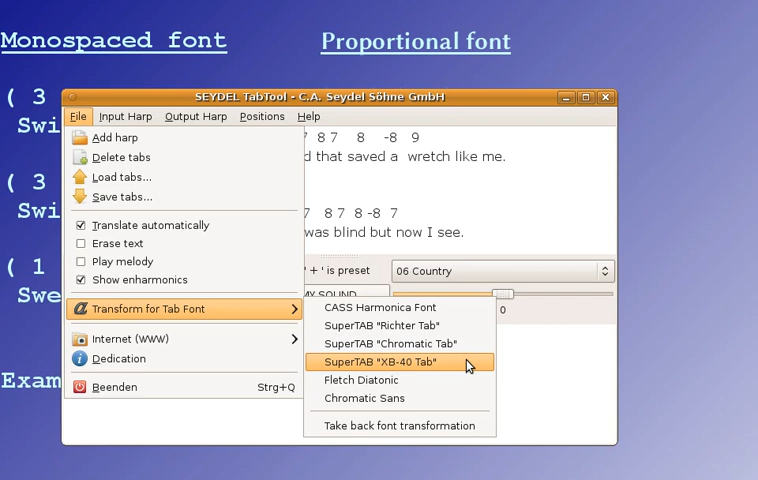 Monospaced font
Proportional font
( 3
Swi
( 3
Swi
( 1
Swe
Exam
SEYDEL TabTool - C.A. Seydel Söhne GmbH
File Input Harp Output Harp Positions Help
Add harp
Delete tabs
Load tabs...
Save tabs...
Translate automatically
Erase text
Play melody
Show enharmonics
Transform for Tab Font
Internet (WWW)
Dedication
Beenden Strg+Q
8 7 8 -8 9
that saved a wretch like me.
7 8 7 8 -8 7
was blind but now I see.
' + ' is preset
06 Country
MY SOUND
0
CASS Harmonica Font
SuperTAB "Richter Tab"
SuperTAB "Chromatic Tab"
SuperTAB "XB-40 Tab"
Fletch Diatonic
Chromatic Sans
Take back font transformation